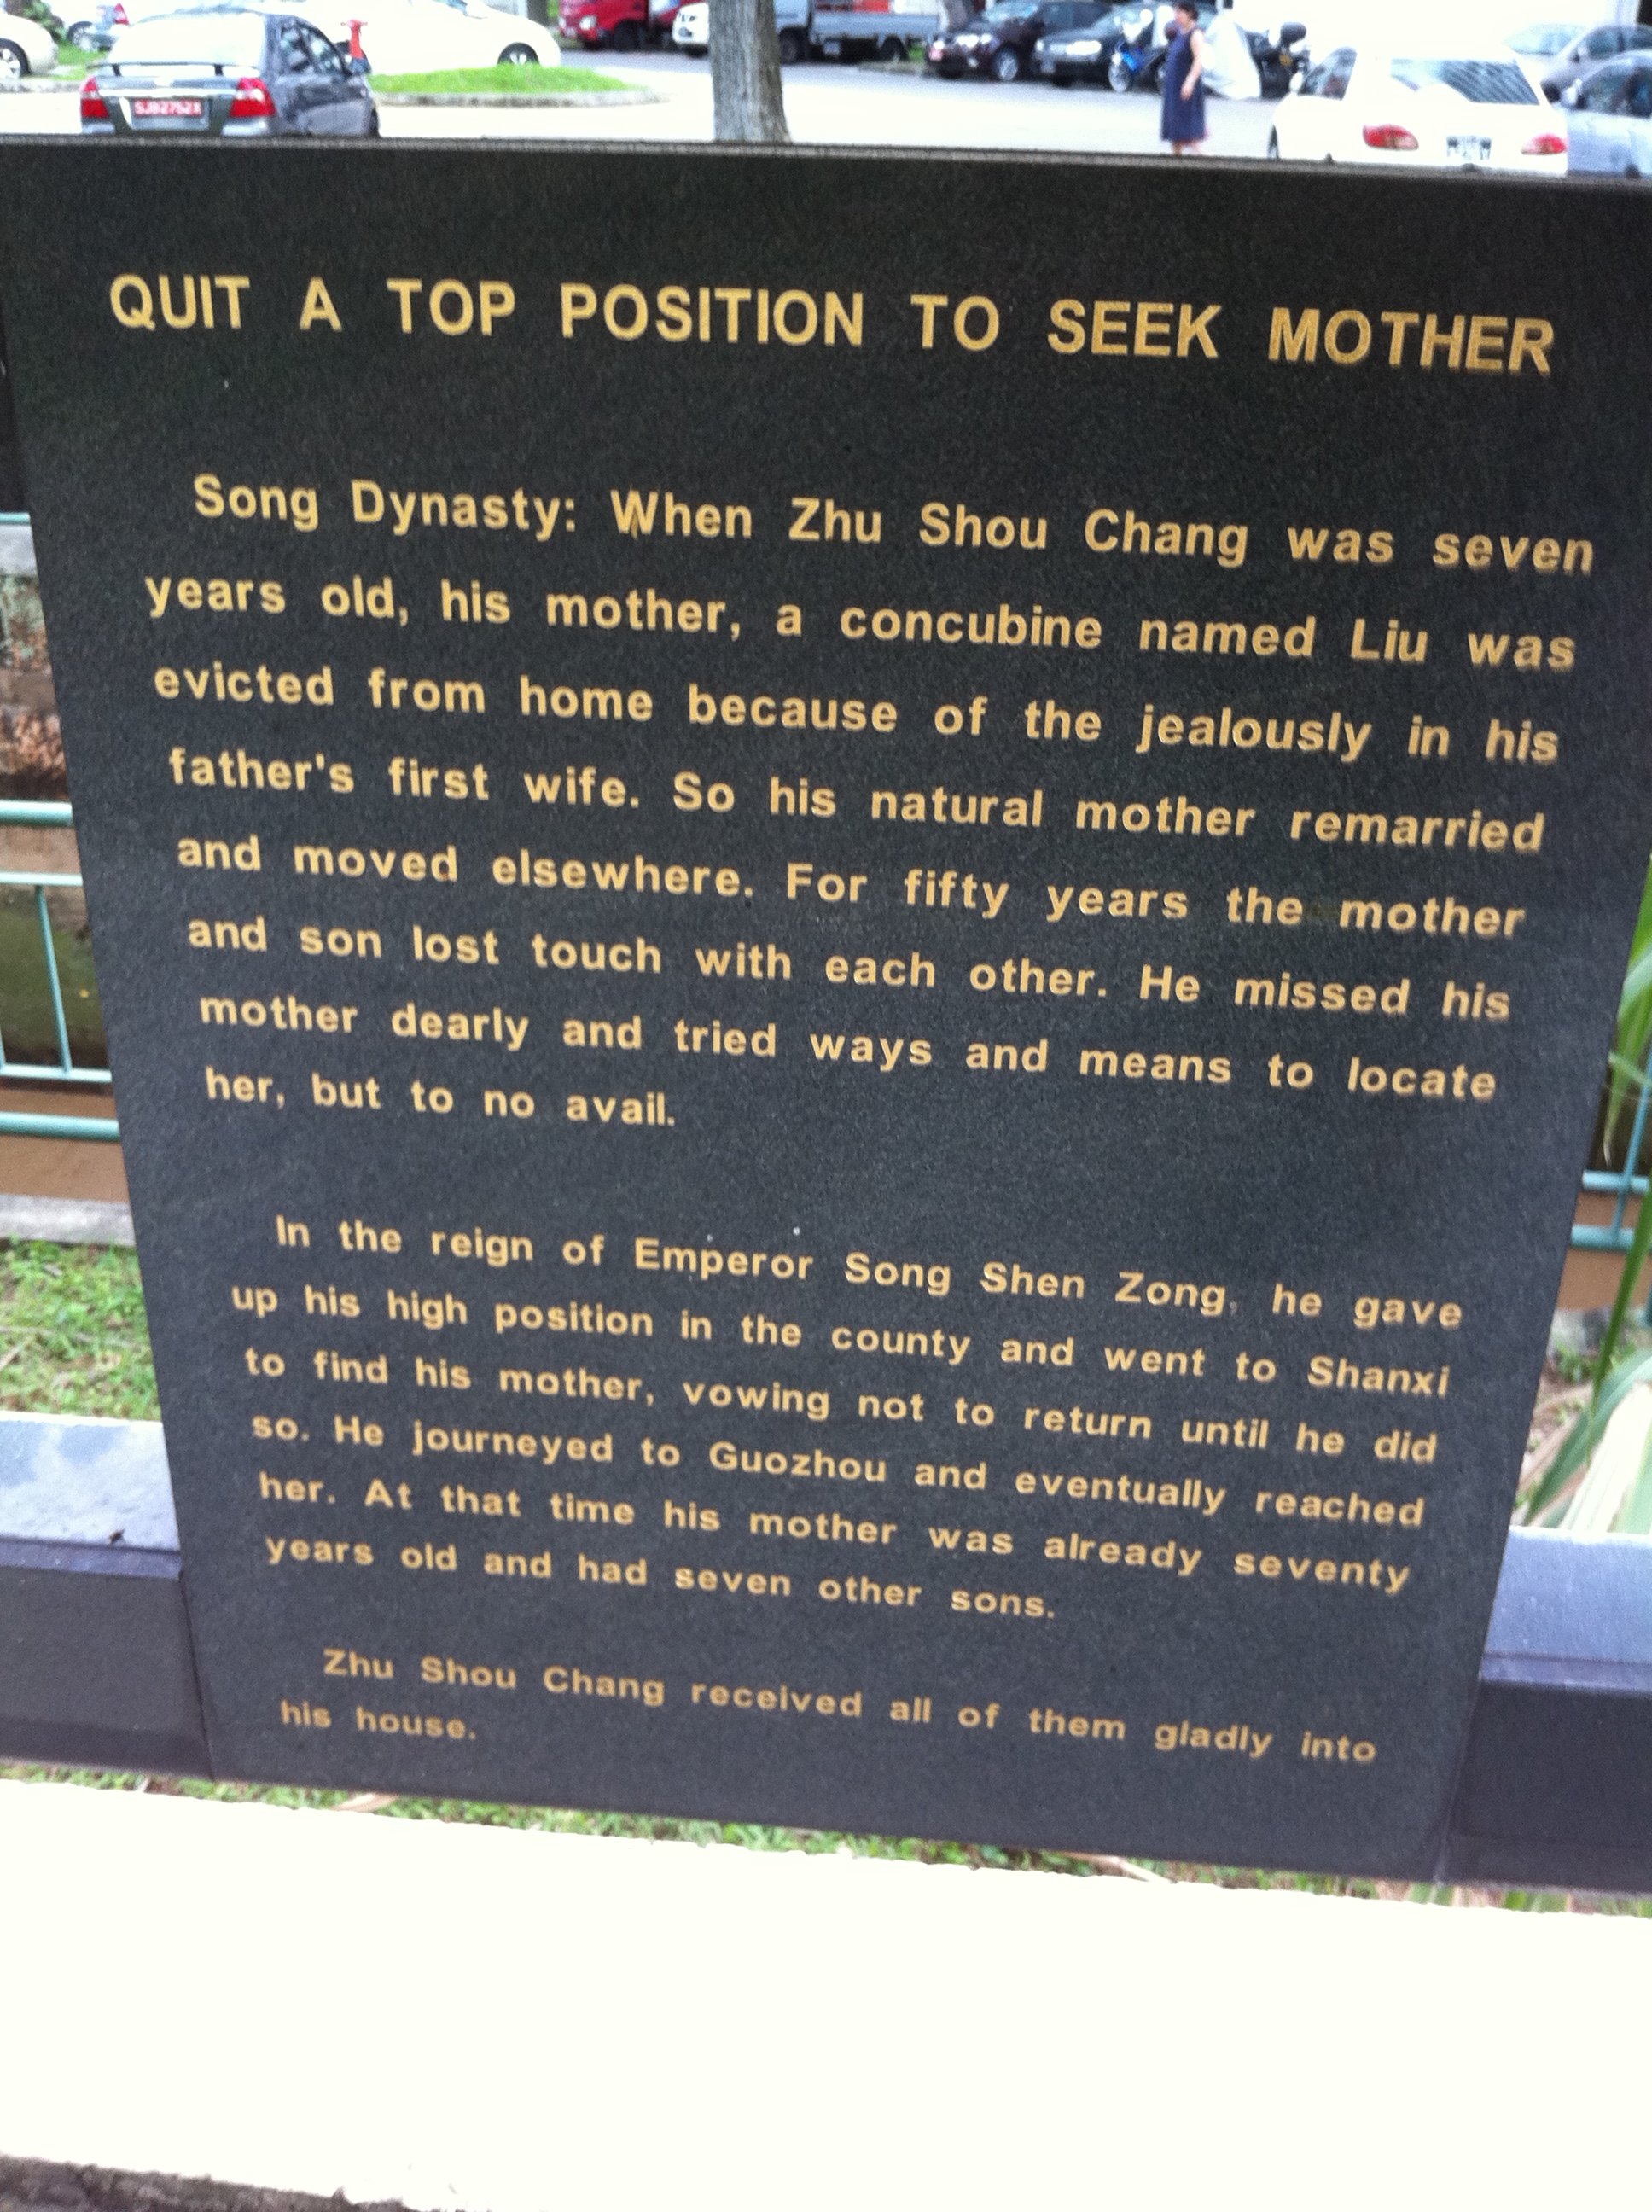 SJB2752X
QUIT A TOP POSITION TO SEEK MOTHER
Song Dynasty: When Zhu Shou Chang was seven
years old, his mother, a concubine named Liu was
evicted from home because of the jealously in his
father's first wife. So his natural mother remarried
and moved elsewhere. For fifty years the mother
and son lost touch with each other. He missed his
mother dearly and tried ways and means to locate
her, but to no avail.
In the reign of Emperor Song Shen Zong, he gave
up his high position in the county and went to Shanxi
to find his mother, vowing not to return until he did
so. He journeyed to Guozhou and eventually reached
her. At that time his mother was already seventy
years old and had seven other sons.
Zhu Shou Chang received all of them gladly into
his house.